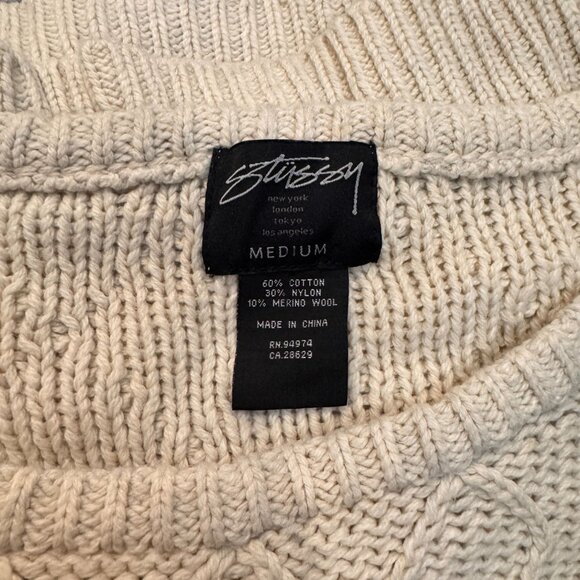 Stüssy
new york
london
tokyo
los angeles
MEDIUM
60% COTTON
30% NYLON
10% MERINO WOOL
MADE IN CHINA
RN.94974
CA.28629